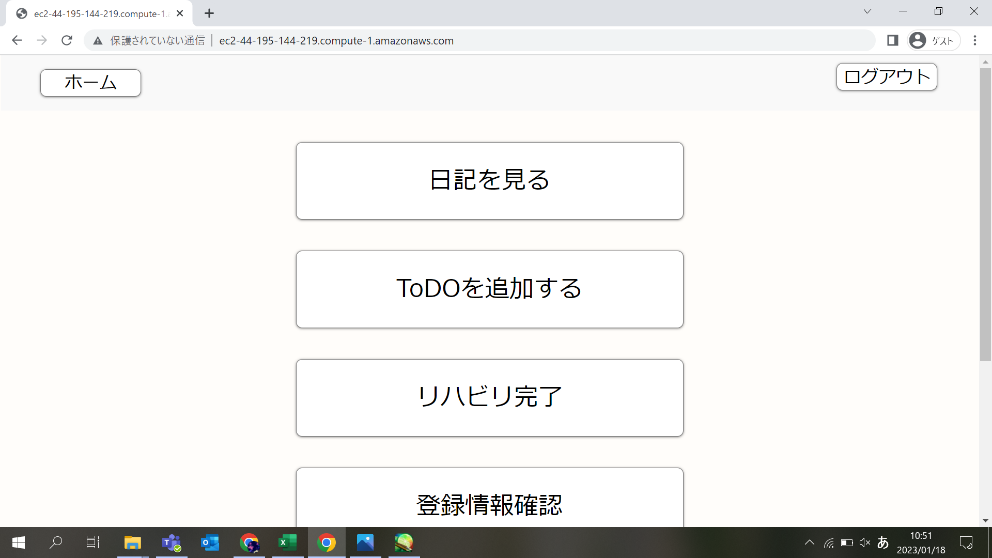 ec2-44-195-144-219.compute-1.
保護されていない通信 ec2-44-195-144-219.compute-1.amazonaws.com ゲスト
ホーム
ログアウト
日記を見る
ToDOを追加する
リハビリ完了
登録情報確認
あ
10:51
2023/01/18